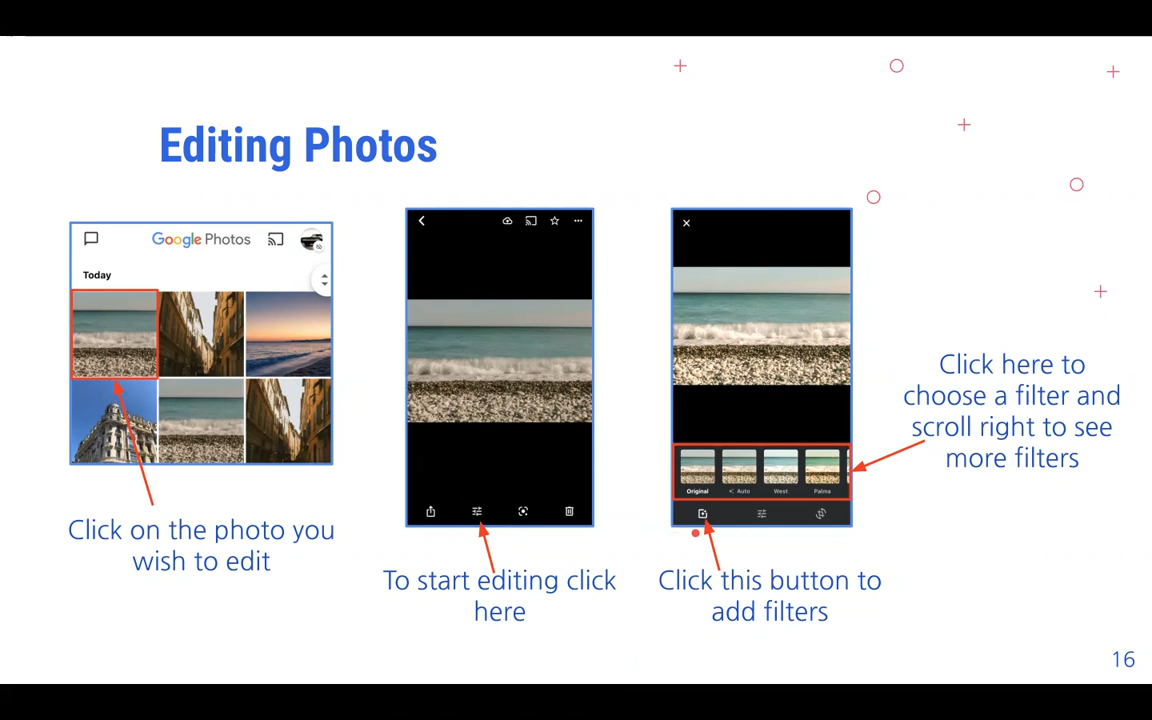 Editing Photos
Google Photos
Today
Click on the photo you
wish to edit
To start editing click
here
Original
Auto
West
Palma
Click this button to
add filters
Click here to
choose a filter and
scroll right to see
more filters
16